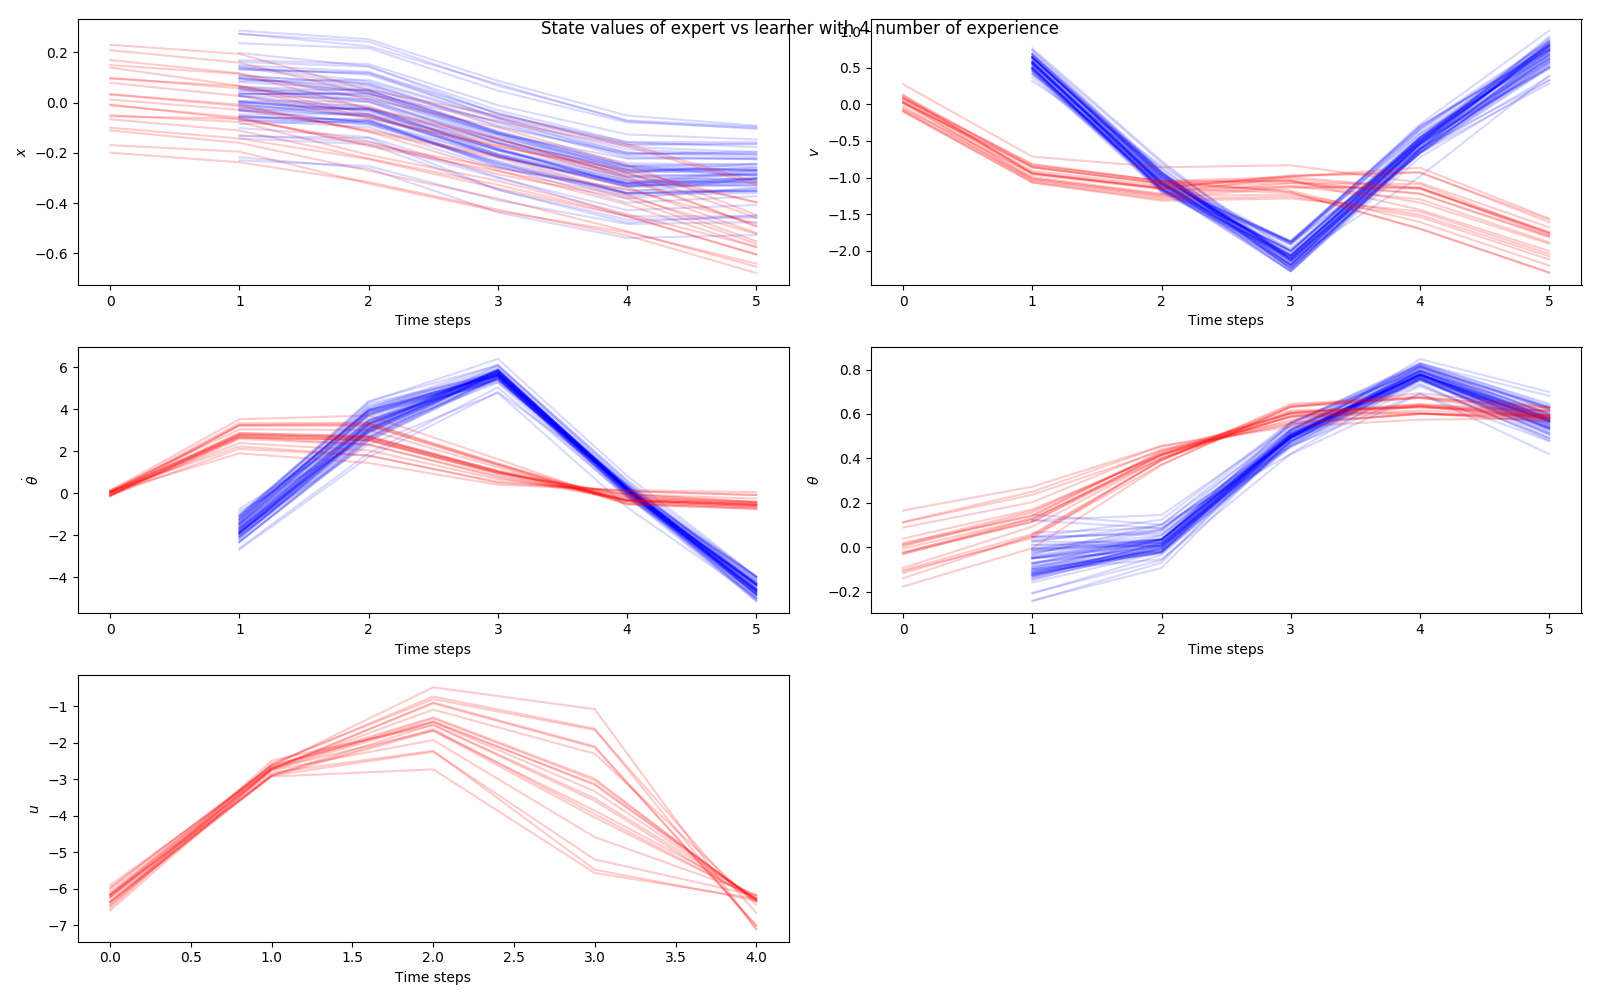 State values of expert vs learner with 4 number of experience
0.2
0.0
−0.2
−0.4
−0.6
x
0 1 2 3 4 5
Time steps
1.0
0.5
0.0
−0.5
−1.0
−1.5
−2.0
v
0 1 2 3 4 5
Time steps
6
4
2
0
−2
−4
θ̇
0 1 2 3 4 5
Time steps
0.8
0.6
0.4
0.2
0.0
−0.2
θ
0 1 2 3 4 5
Time steps
−1
−2
−3
−4
−5
−6
−7
u
0.0 0.5 1.0 1.5 2.0 2.5 3.0 3.5 4.0
Time steps